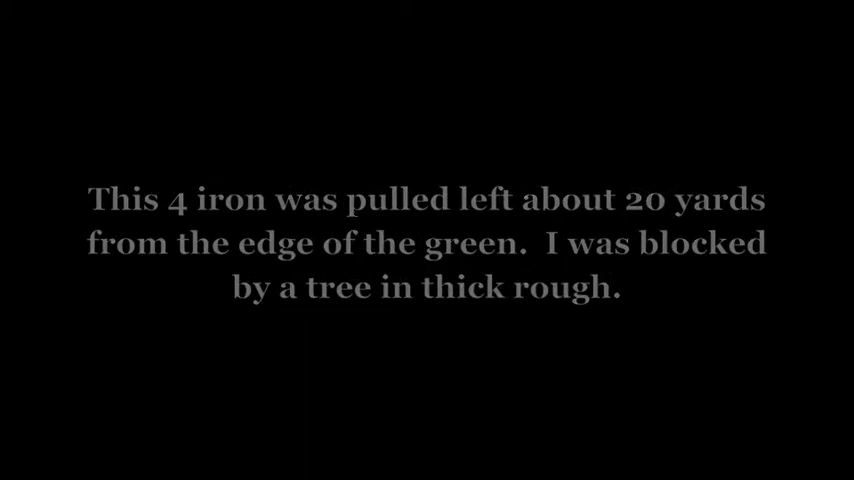 This 4 iron was pulled left about 20 yards
from the edge of the green.  I was blocked
by a tree in thick rough.